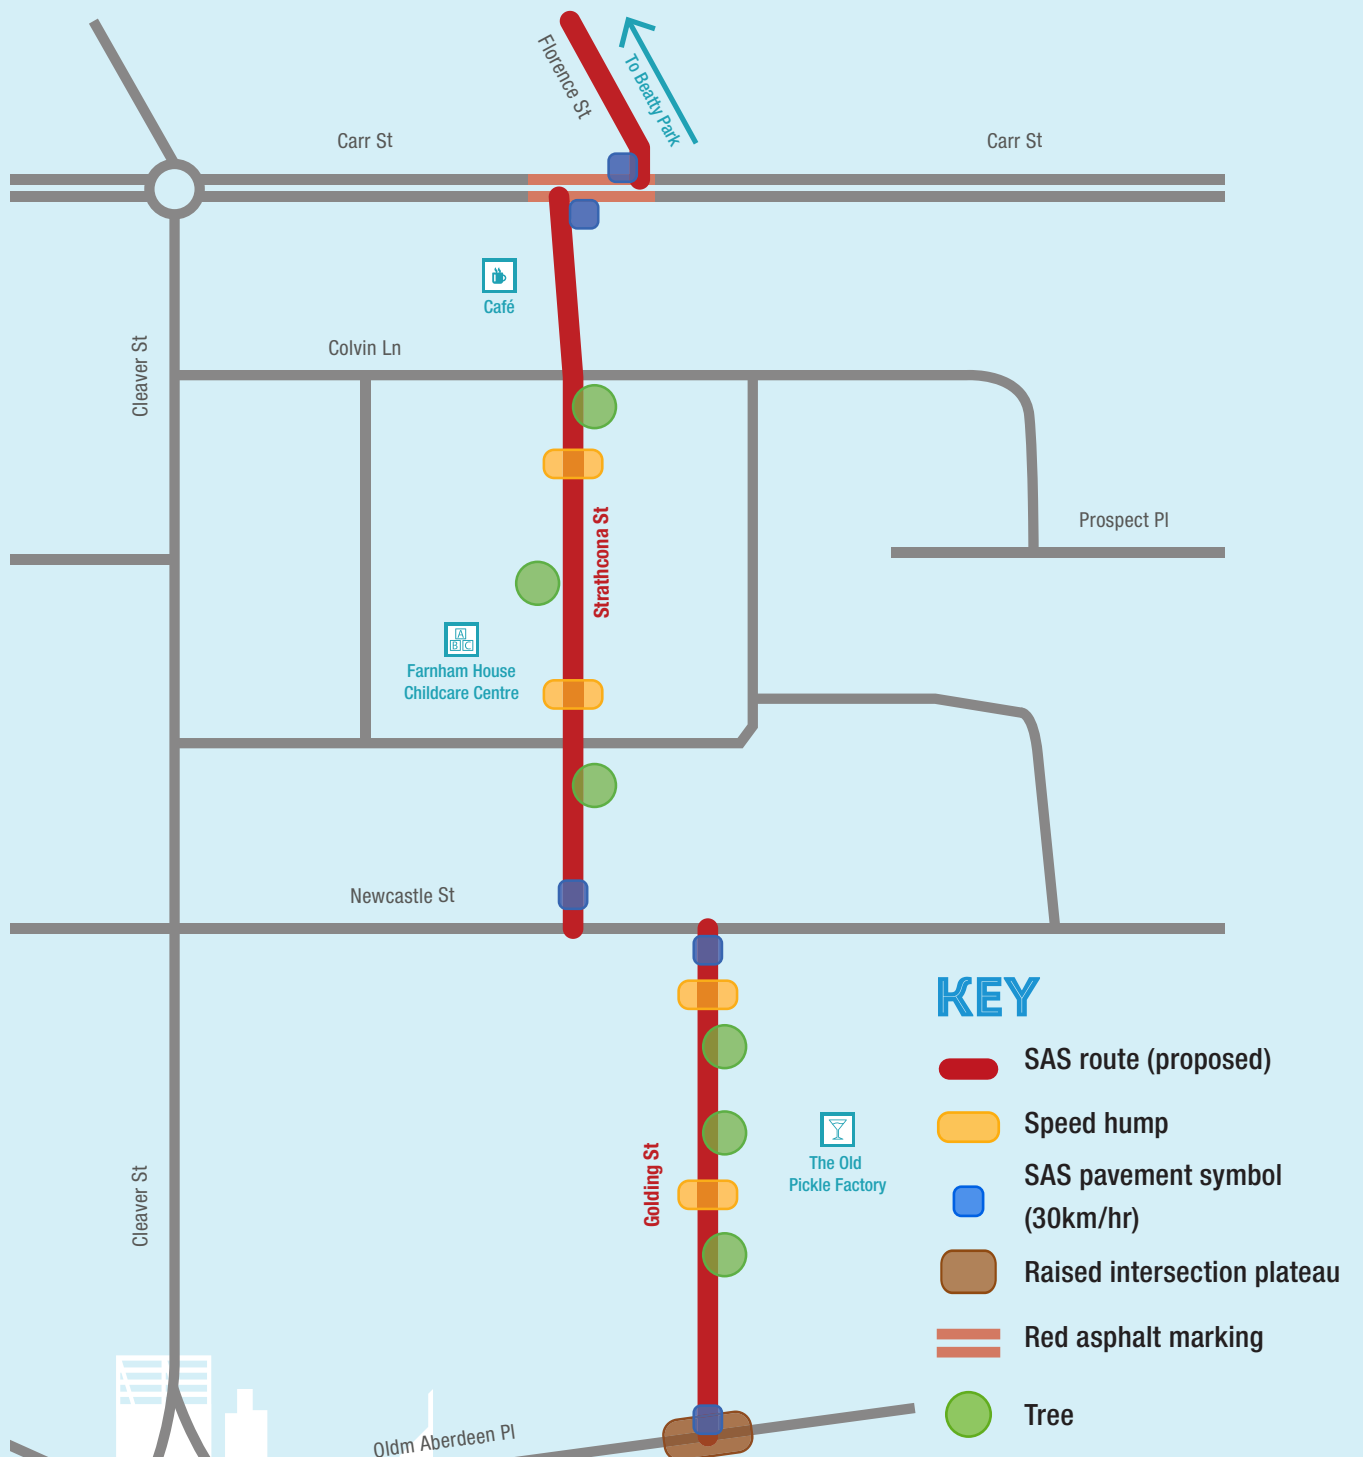 Florence St
To Beatty Park
Carr St
Carr St
Café
Colvin Ln
Cleaver St
Prospect Pl
Strathcona St
A
B C
Farnham House
Childcare Centre
Newcastle St
KEY
SAS route (proposed)
Speed hump
SAS pavement symbol
(30km/hr)
Raised intersection plateau
Red asphalt marking
Tree
The Old
Pickle Factory
Golding St
Cleaver St
Oldm Aberdeen Pl